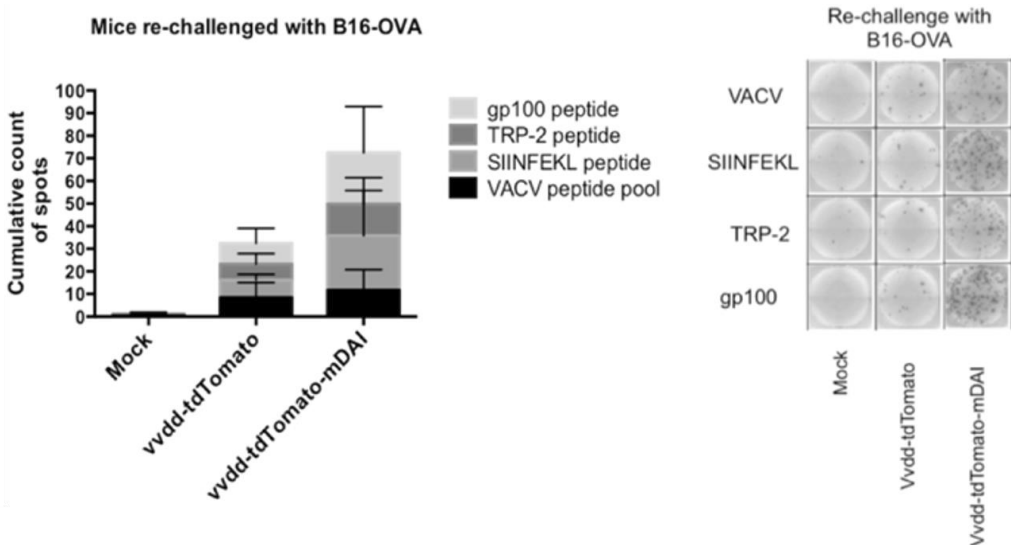 Mice re-challenged with B16-OVA
Cumulative count
of spots
100
90
80
70
60
50
40
30
20
10
0
Mock
vvdd-tdTomato
vvdd-tdTomato-mDAI
gp100 peptide
TRP-2 peptide
SIINFEKL peptide
VACV peptide pool
Re-challenge with
B16-OVA
VACV
SIINFEKL
TRP-2
gp100
Mock
Vvdd-tdTomato
Vvdd-tdTomato-mDAI